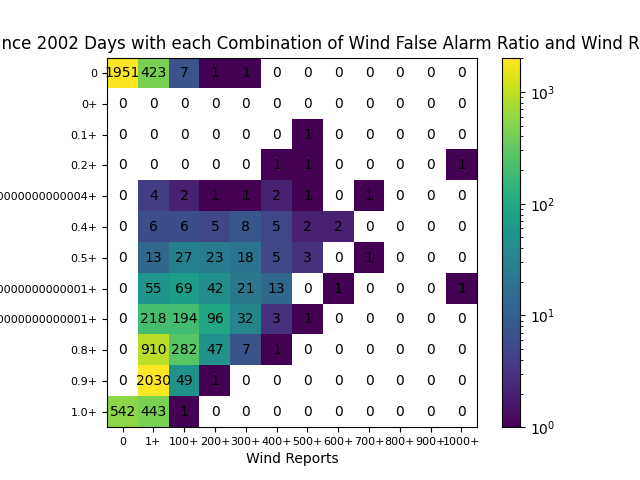 nce 2002 Days with each Combination of Wind False Alarm Ratio and Wind R
0 1951 423 7 1 1 0 0 0 0 0 0 0
0+ 0 0 0 0 0 0 0 0 0 0 0 0
0.1+ 0 0 0 0 0 0 1 0 0 0 0 0
0.2+ 0 0 0 0 0 1 1 0 0 0 0 1
0000000000004+ 0 4 2 1 1 2 1 0 1 0 0 0
0.4+ 0 6 6 5 8 5 2 2 0 0 0 0
0.5+ 0 13 27 23 18 5 3 0 1 0 0 0
0000000000001+ 0 55 69 42 21 13 0 1 0 0 0 1
0000000000001+ 0 218 194 96 32 3 1 0 0 0 0 0
0.8+ 0 910 282 47 7 1 0 0 0 0 0 0
0.9+ 0 2030 49 1 0 0 0 0 0 0 0 0
1.0+ 542 443 1 0 0 0 0 0 0 0 0 0
0 1+ 100+ 200+ 300+ 400+ 500+ 600+ 700+ 800+ 900+ 1000+
Wind Reports
10³
10²
10¹
10⁰